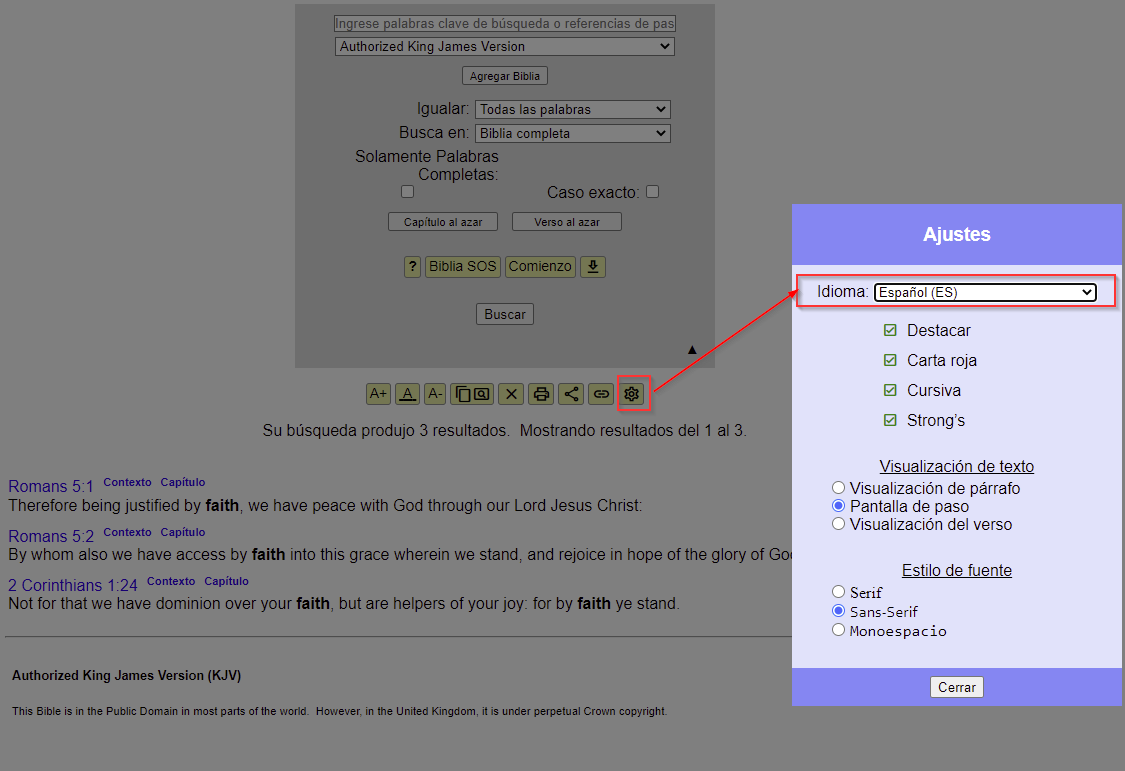 Ingrese palabras clave de búsqueda o referencias de pas
Authorized King James Version
Agregar Biblia
Igualar: Todas las palabras
Busca en: Biblia completa
Solamente Palabras
Completas:
Caso exacto:
Capítulo al azar Verso al azar
? Biblia SOS Comienzo
Buscar
▲
A+ A A-
Su búsqueda produjo 3 resultados. Mostrando resultados del 1 al 3.
Romans 5:1 Contexto Capítulo
Therefore being justified by faith, we have peace with God through our Lord Jesus Christ:
Romans 5:2 Contexto Capítulo
By whom also we have access by faith into this grace wherein we stand, and rejoice in hope of the glory of Go
2 Corinthians 1:24 Contexto Capítulo
Not for that we have dominion over your faith, but are helpers of your joy: for by faith ye stand.
Authorized King James Version (KJV)
This Bible is in the Public Domain in most parts of the world. However, in the United Kingdom, it is under perpetual Crown copyright.
Ajustes
Idioma: Español (ES)
Destacar
Carta roja
Cursiva
Strong's
Visualización de texto
Visualización de párrafo
Pantalla de paso
Visualización del verso
Estilo de fuente
Serif
Sans-Serif
Monoespacio
Cerrar